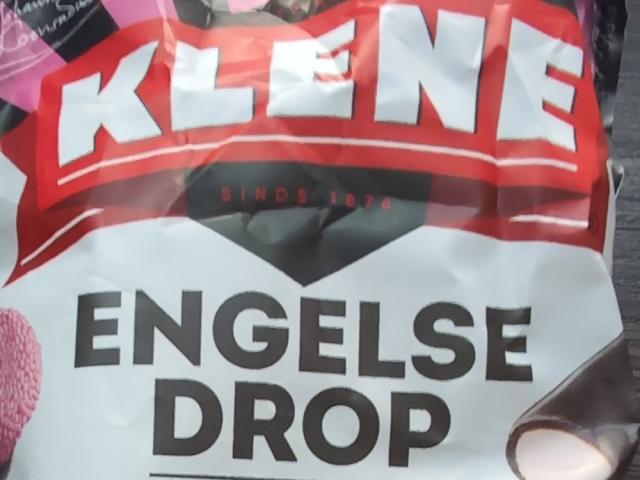 KLENE
SINDS 1876
ENGELSE
DROP